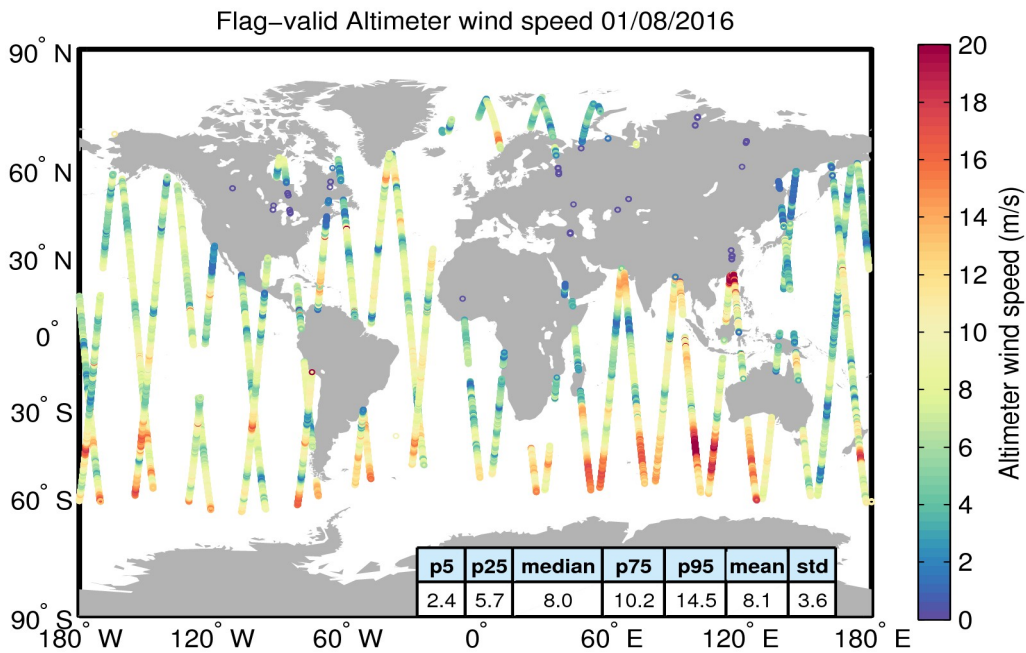 Flag−valid Altimeter wind speed 01/08/2016
90° N
60° N
30° N
0°
30° S
60° S
90° S
180° W
120° W
60° W
0°
60° E
120° E
180° E
p5 p25 median p75 p95 mean std
2.4 5.7 8.0 10.2 14.5 8.1 3.6
20
18
16
14
12
10
8
6
4
2
0
Altimeter wind speed (m/s)